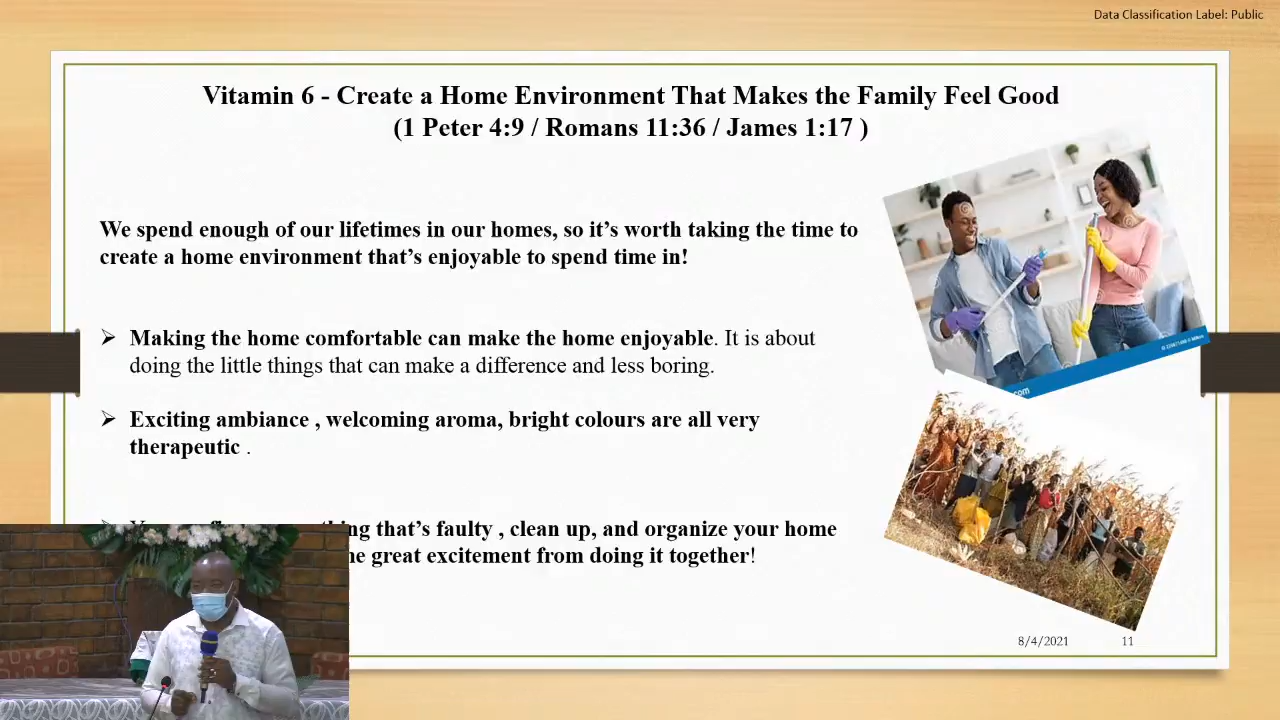 Data Classification Label: Public
Vitamin 6 - Create a Home Environment That Makes the Family Feel Good
(1 Peter 4:9 / Romans 11:36 / James 1:17 )
We spend enough of our lifetimes in our homes, so it’s worth taking the time to
create a home environment that’s enjoyable to spend time in!
Making the home comfortable can make the home enjoyable. It is about
doing the little things that can make a difference and less boring.
Exciting ambiance , welcoming aroma, bright colours are all very
therapeutic .
that’s faulty , clean up, and organize your home
great excitement from doing it together!
8/4/2021 11